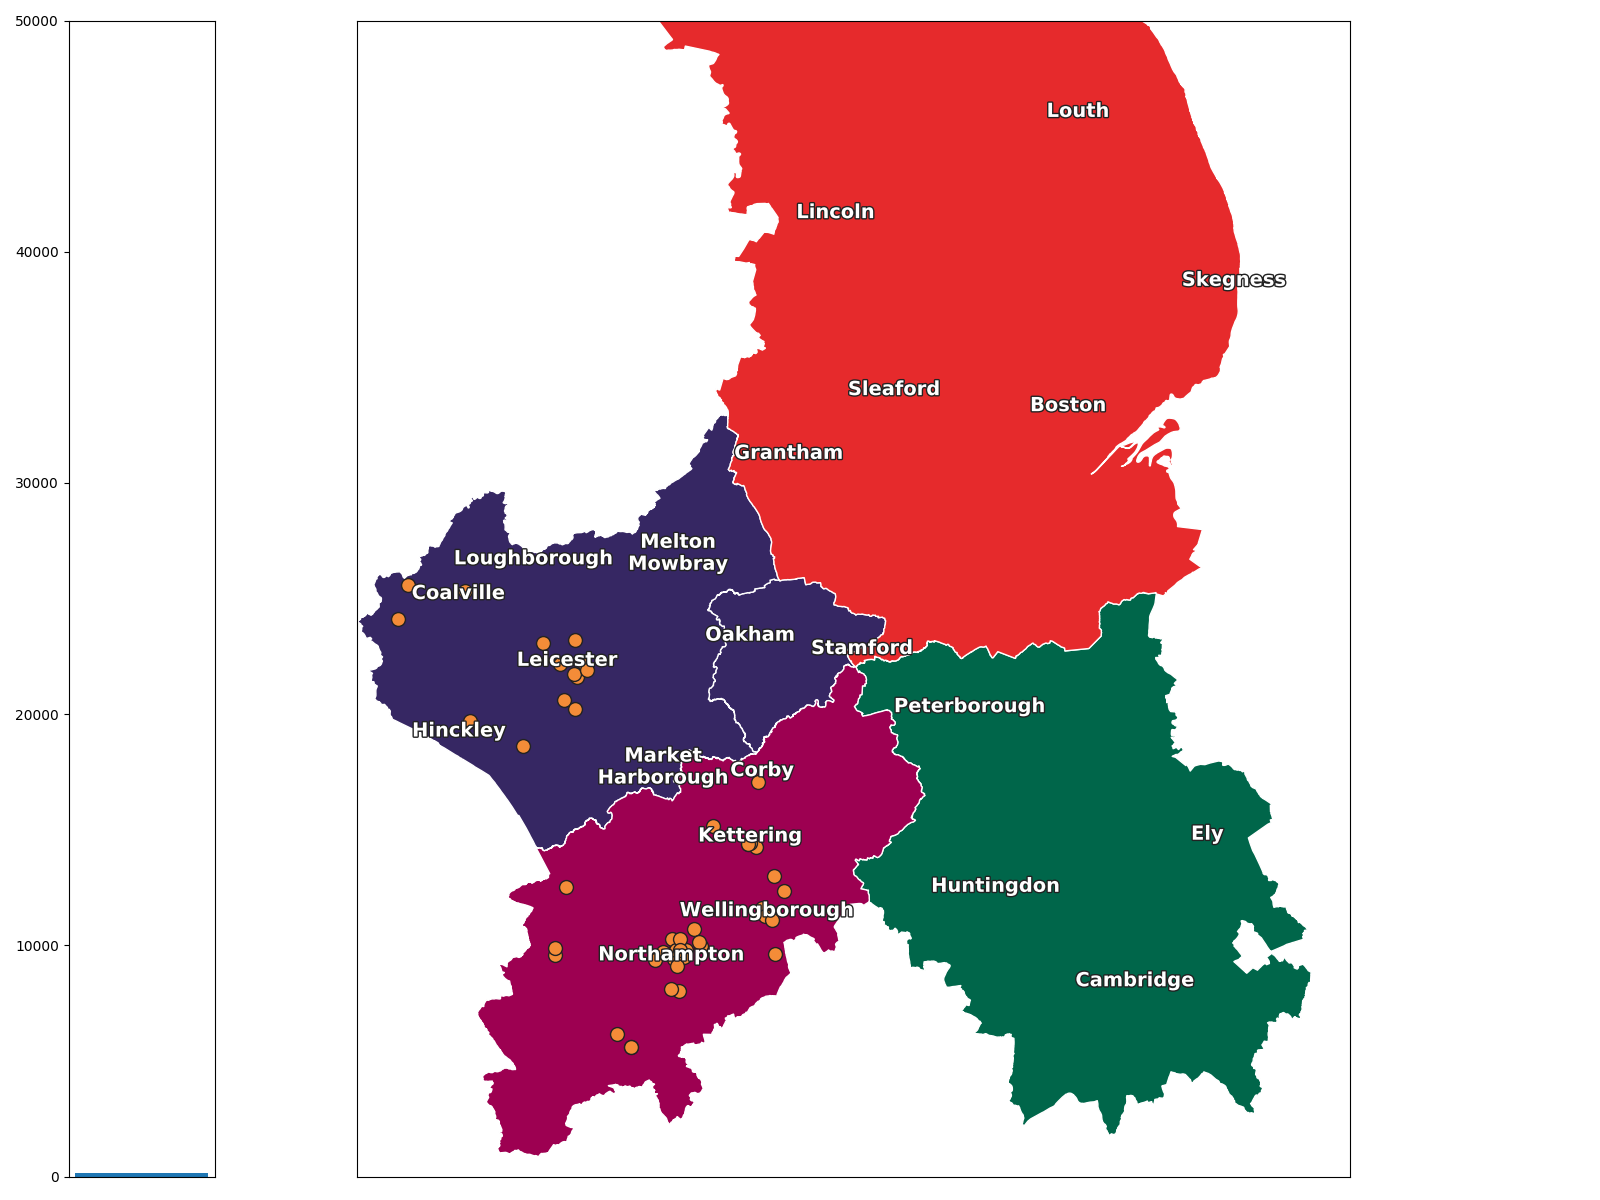 50000
40000
30000
20000
10000
0
Louth
Lincoln
Skegness
Sleaford
Boston
Grantham
Melton
Mowbray
Loughborough
Coalville
Oakham
Stamford
Leicester
Peterborough
Hinckley
Market
Harborough
Corby
Kettering
Ely
Huntingdon
Wellingborough
Northampton
Cambridge